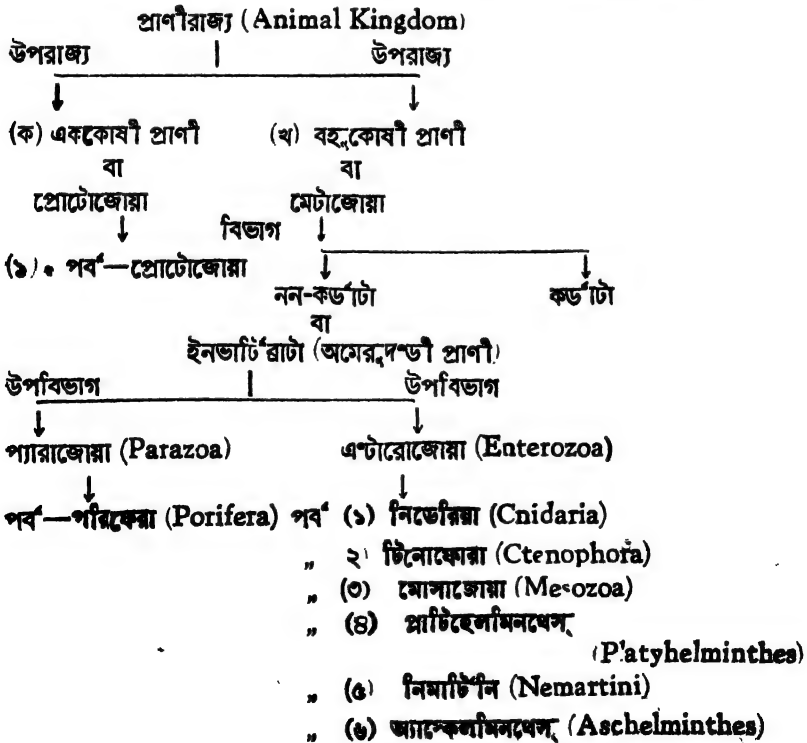 প্রাণীরাজ্য (Animal Kingdom)
উপরাজ্য উপরাজ্য
(ক) এককোষী প্রাণী (খ) বহুকোষী প্রাণী
বা বা
প্রোটোজোয়া মেটাজোয়া
বিভাগ
(১) পর্ব—প্রোটোজোয়া
নন-কর্ডাটা কর্ডাটা
বা
ইনভার্টিব্রাটা (অমেরুদণ্ডী প্রাণী)
উপবিভাগ উপবিভাগ
প্যারাজোয়া (Parazoa) এন্টারোজোয়া (Enterozoa)
পর্ব—পরিফেরা (Porifera) পর্ব (১) নিডেরিয়া (Cnidaria)
„ ২) টিনোফোরা (Ctenophora)
„ (৩) মোসাজোয়া (Mesozoa)
„ (৪) প্লাটিহেলমিনথেস্
(Platyhelminthes)
„ (৫) নিমার্টিনি (Nemartini)
„ (৬) অ্যাস্কেলমিনথেস্ (Aschelminthes)